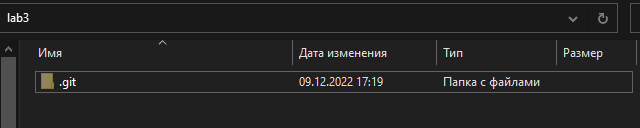 lab3
Имя Дата изменения Тип Размер
.git 09.12.2022 17:19 Папка с файлами